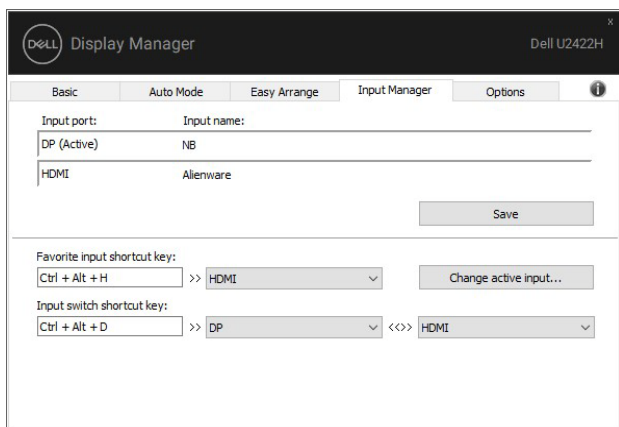 x
DELL Display Manager Dell U2422H
Basic Auto Mode Easy Arrange Input Manager Options i
Input port: Input name:
DP (Active) NB
HDMI Alienware
Save
Favorite input shortcut key:
Ctrl + Alt + H >> HDMI Change active input...
Input switch shortcut key:
Ctrl + Alt + D >> DP <<>> HDMI